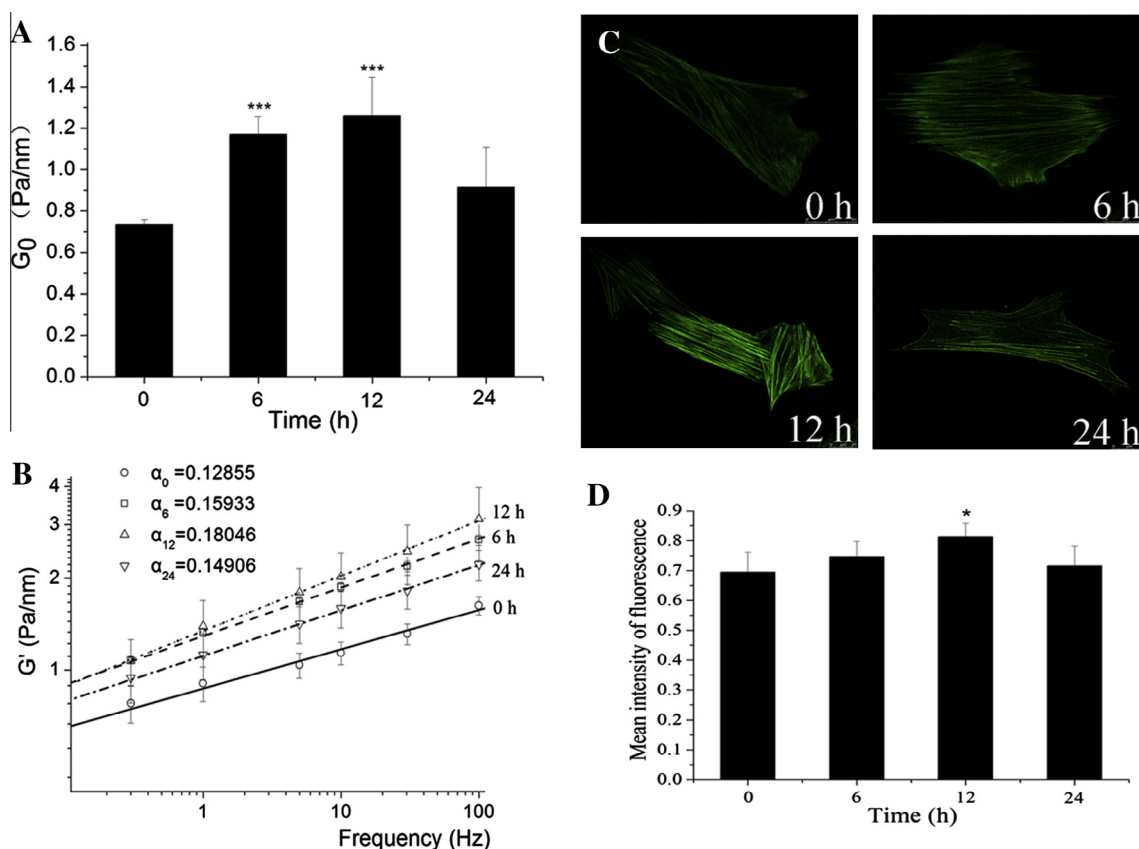 A
1.6
1.4
1.2
1.0
0.8
0.6
0.4
0.2
0.0
G0 (Pa/nm)
***
***
0 6 12 24
Time (h)
B
α0 =0.12855
α6 =0.15933
α12 =0.18046
α24 =0.14906
4
3
2
1
G' (Pa/nm)
12 h
6 h
24 h
0 h
1 10 100
Frequency (Hz)
C
0 h
6 h
12 h
24 h
D
0.9
0.8
0.7
0.6
0.5
0.4
0.3
0.2
0.1
0.0
Mean intensity of fluorescence
*
0 6 12 24
Time (h)